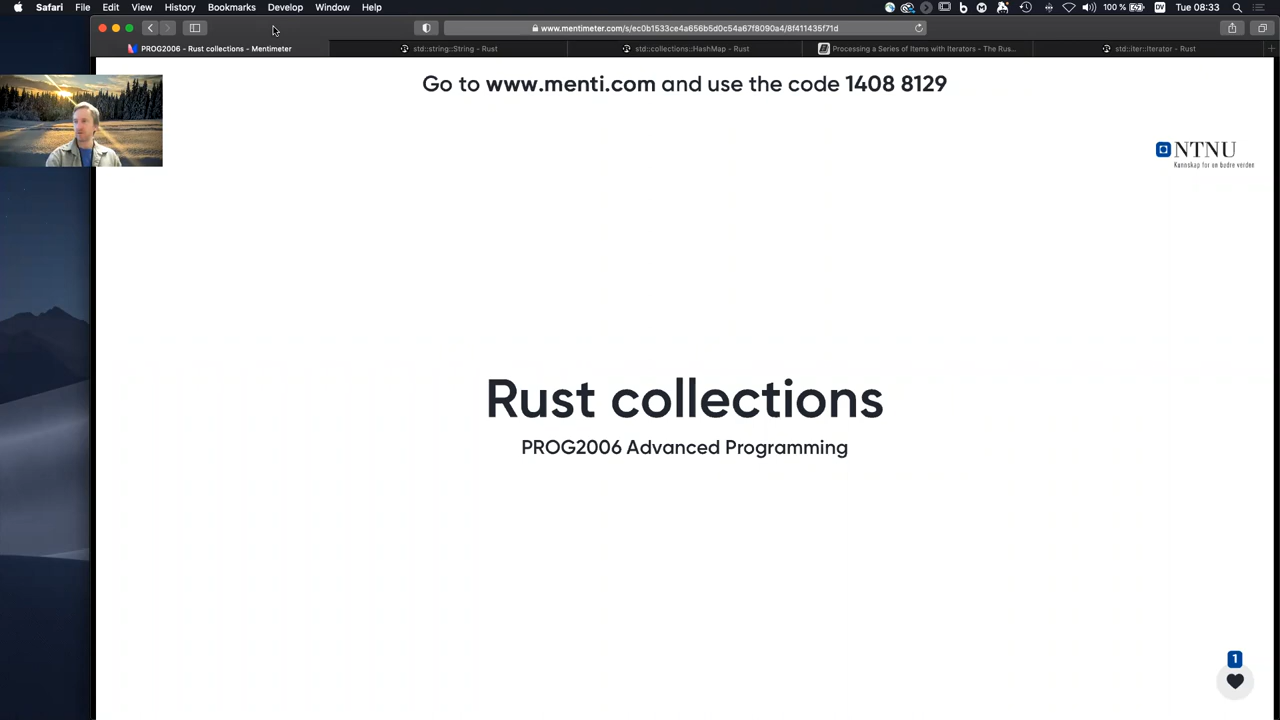 Safari File Edit View History Bookmarks Develop Window Help
100 % DV Tue 08:33
www.mentimeter.com/s/ec0b1533ce4a656b5d0c54a67f8090a4/8f411435f71d
PROG2006 - Rust collections - Mentimeter
std::string::String - Rust
std::collections::HashMap - Rust
Processing a Series of Items with Iterators - The Rus...
std::iter::Iterator - Rust
Go to www.menti.com and use the code 1408 8129
NTNU
Kunnskap for en bedre verden
Rust collections
PROG2006 Advanced Programming
1